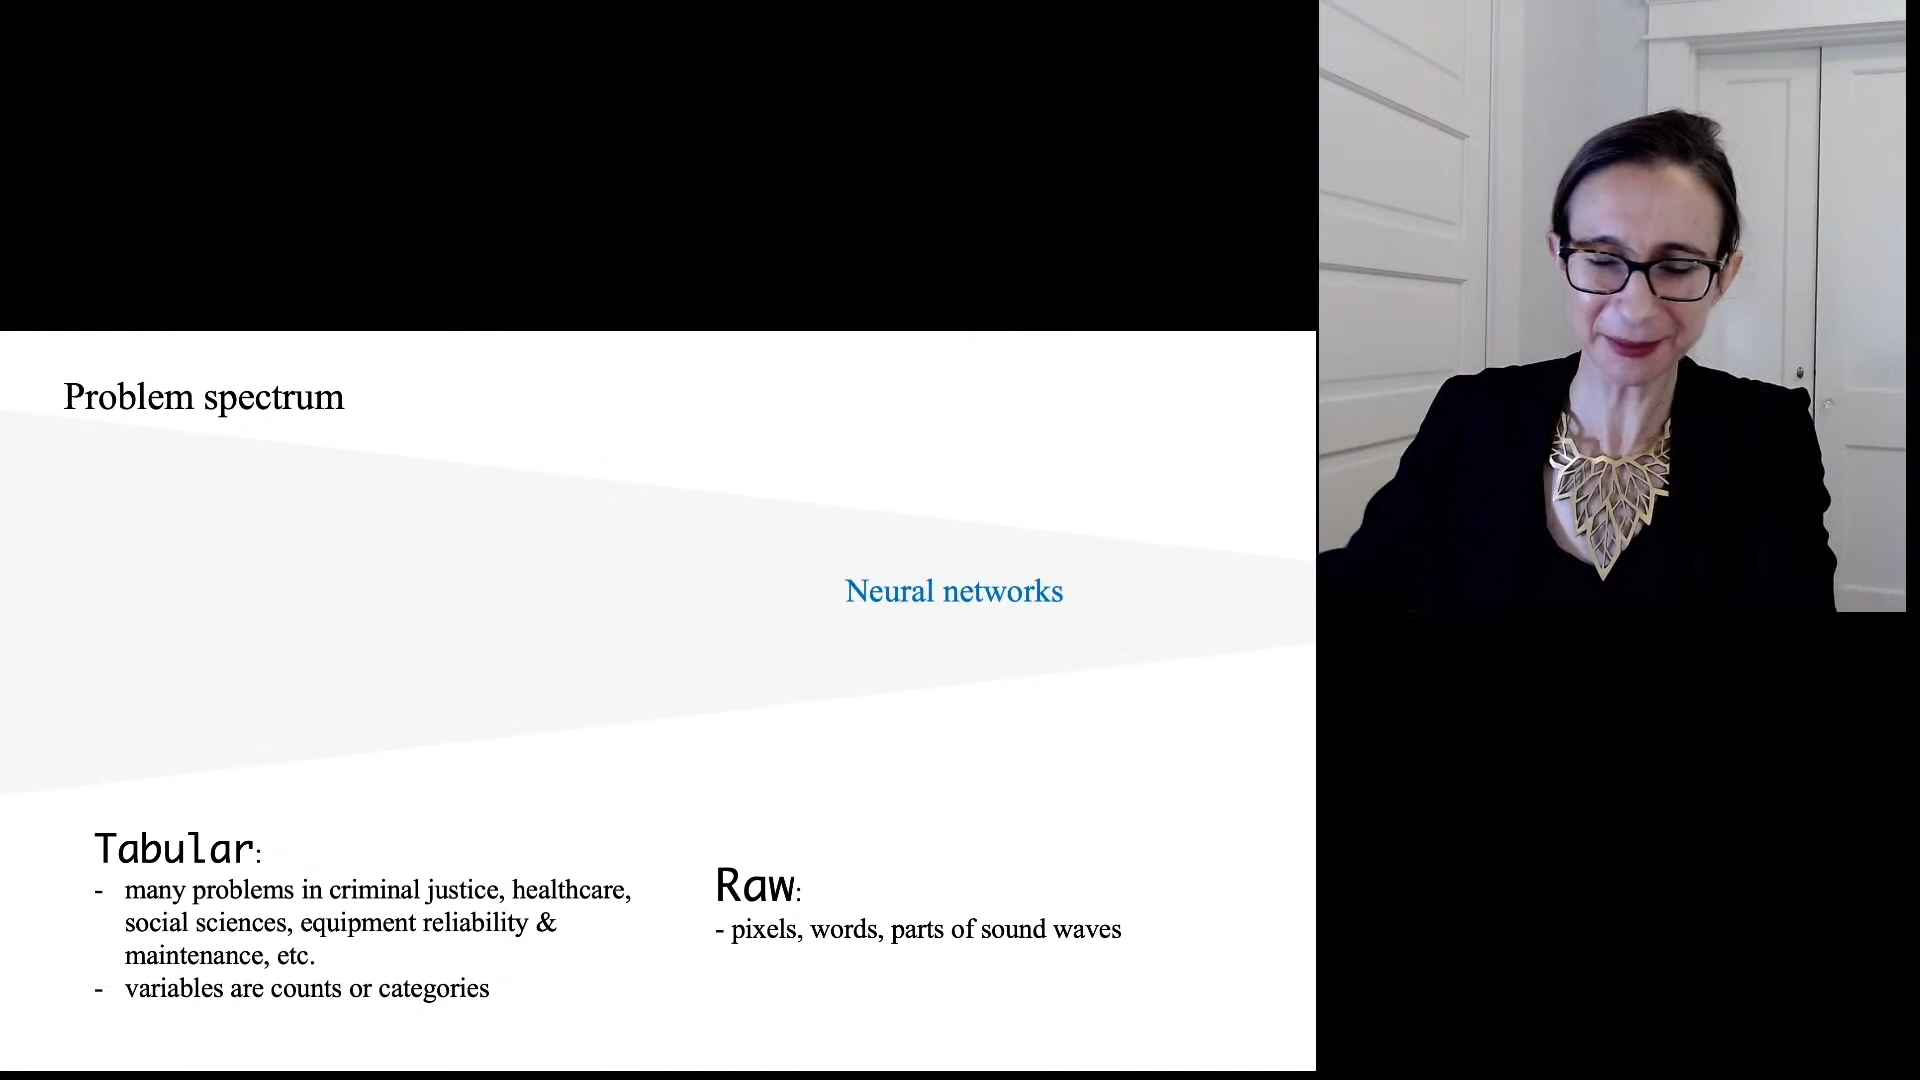 Problem spectrum
Neural networks
Tabular:
- many problems in criminal justice, healthcare,
social sciences, equipment reliability &
maintenance, etc.
- variables are counts or categories
Raw:
- pixels, words, parts of sound waves